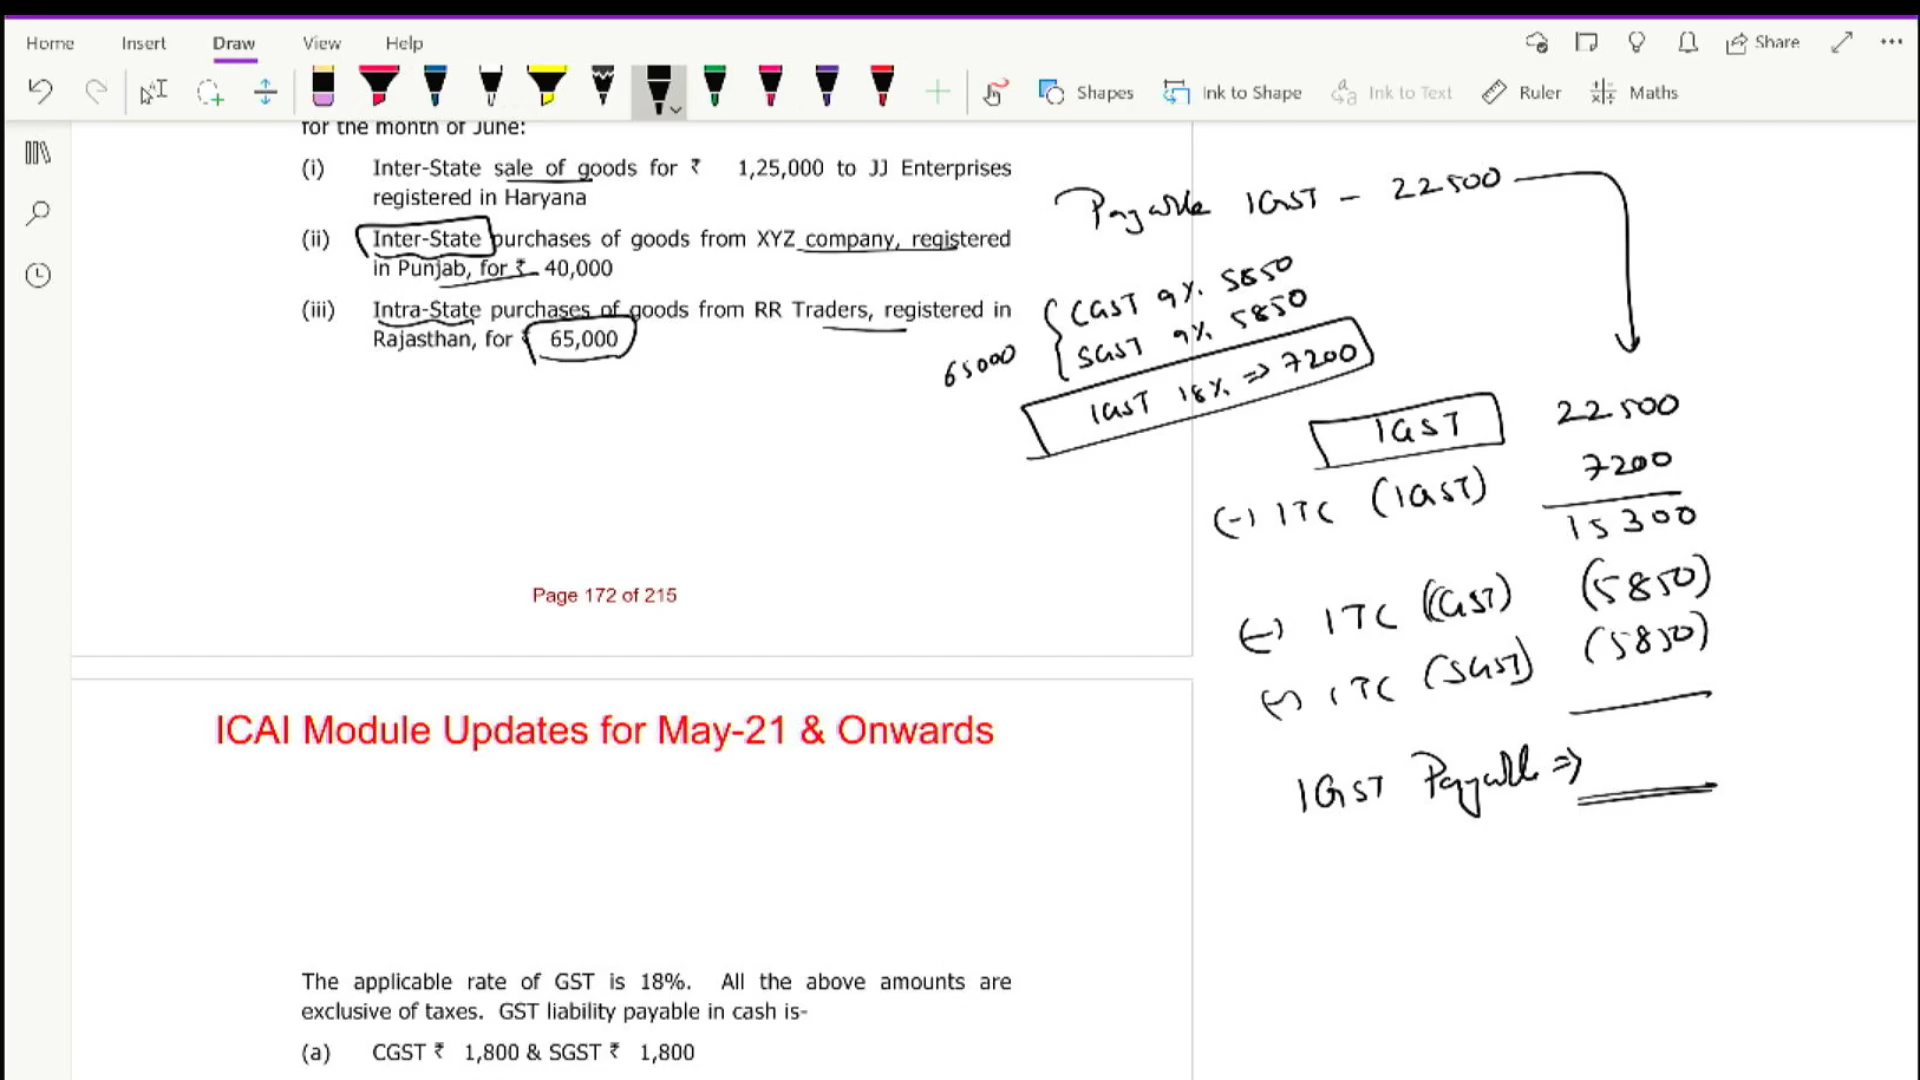 Home Insert Draw View Help Share
Shapes Ink to Shape Ink to Text Ruler Maths
for the month of June:
(i) Inter-State sale of goods for ₹ 1,25,000 to JJ Enterprises
registered in Haryana
(ii) Inter-State purchases of goods from XYZ company, registered
in Punjab, for ₹ 40,000
(iii) Intra-State purchases of goods from RR Traders, registered in
Rajasthan, for ₹ 65,000
Page 172 of 215
ICAI Module Updates for May-21 & Onwards
The applicable rate of GST is 18%. All the above amounts are
exclusive of taxes. GST liability payable in cash is-
(a) CGST ₹ 1,800 & SGST ₹ 1,800
Payable IGST - 22500
CGST 9% 5850
65000 SGST 9% 5850
IGST 18% => 7200
IGST 22500
(-) ITC (IGST) 7200
15300
(-) ITC (CGST) (5850)
(-) ITC (SGST) (5850)
IGST Payable =>